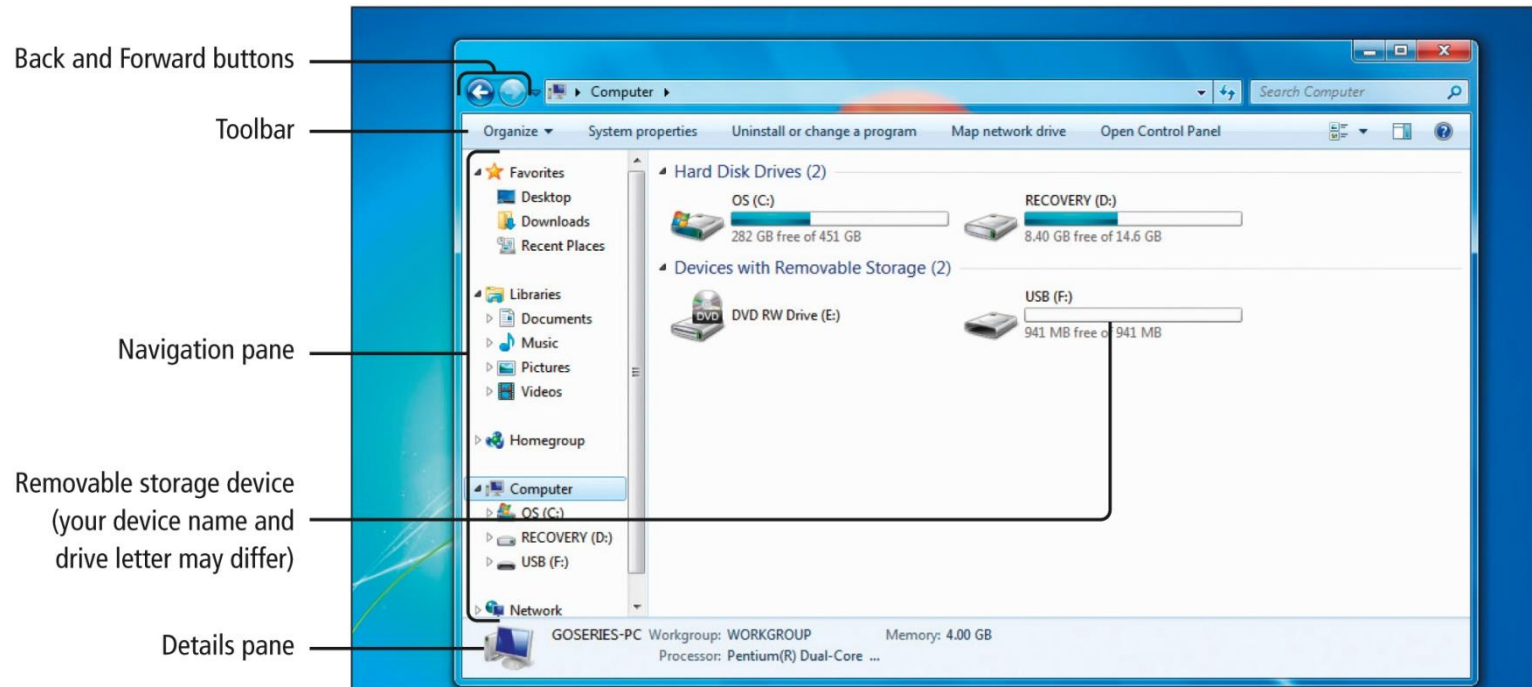 Back and Forward buttons
Computer
Search Computer
Toolbar
Organize
System properties
Uninstall or change a program
Map network drive
Open Control Panel
Navigation pane
Favorites
Desktop
Downloads
Recent Places
Libraries
Documents
Music
Pictures
Videos
Homegroup
Computer
OS (C:)
RECOVERY (D:)
USB (F:)
Network
Hard Disk Drives (2)
OS (C:)
282 GB free of 451 GB
RECOVERY (D:)
8.40 GB free of 14.6 GB
Devices with Removable Storage (2)
DVD
DVD RW Drive (E:)
USB (F:)
941 MB free of 941 MB
Removable storage device
(your device name and
drive letter may differ)
Details pane
GOSERIES-PC Workgroup: WORKGROUP Memory: 4.00 GB
Processor: Pentium(R) Dual-Core ...